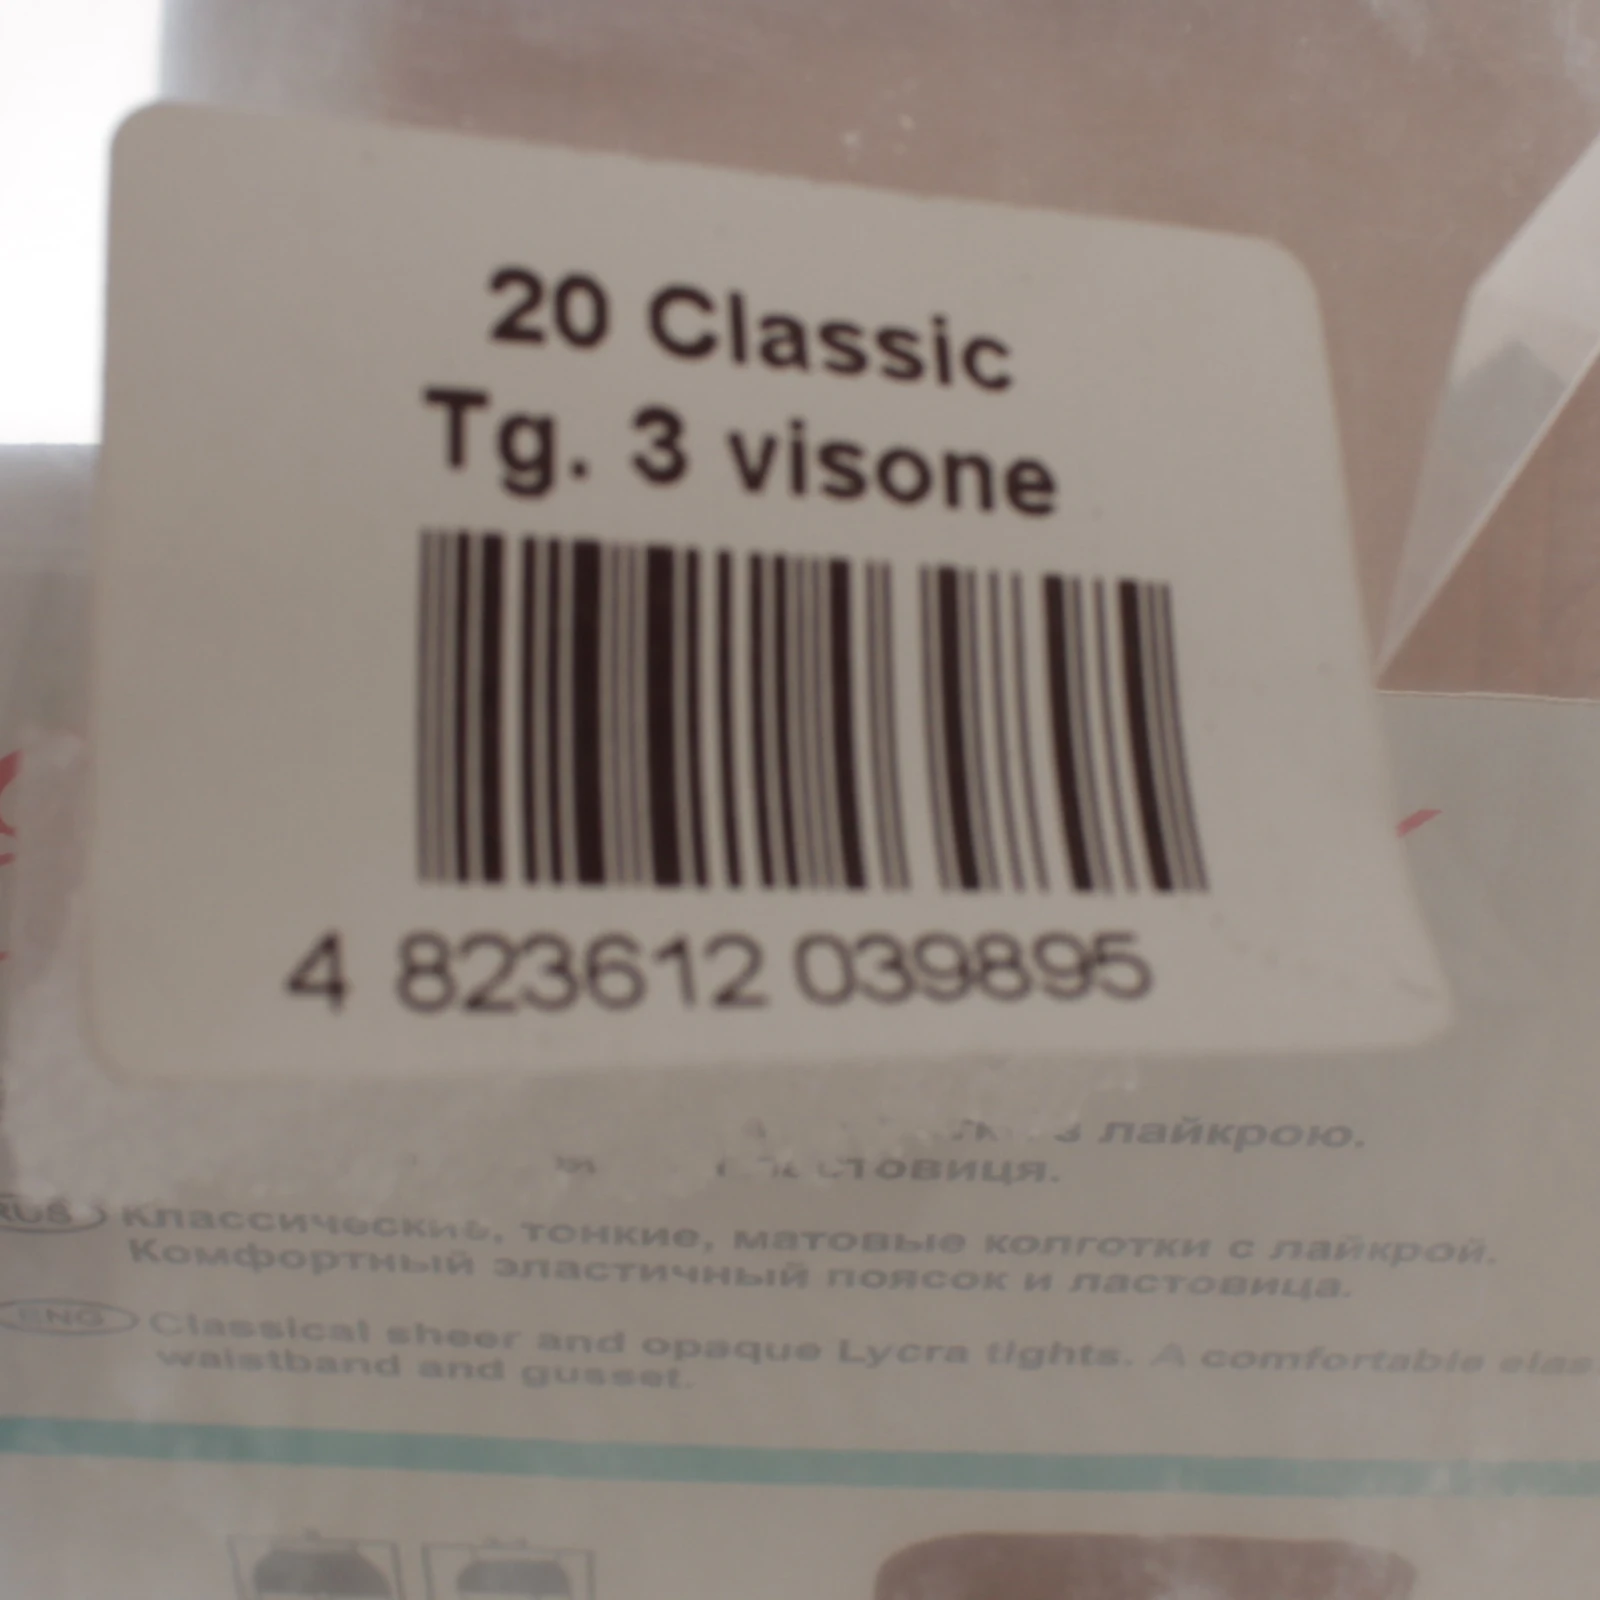 20 Classic
Tg. 3 visone
4 823612 039895
лайкрою.
RUS Классические, тонкие, матовые колготки с лайкрой.
Комфортный эластичный поясок и ластовица.
ENG Classical sheer and opaque Lycra tights. A comfortable elas
waistband and gusset.